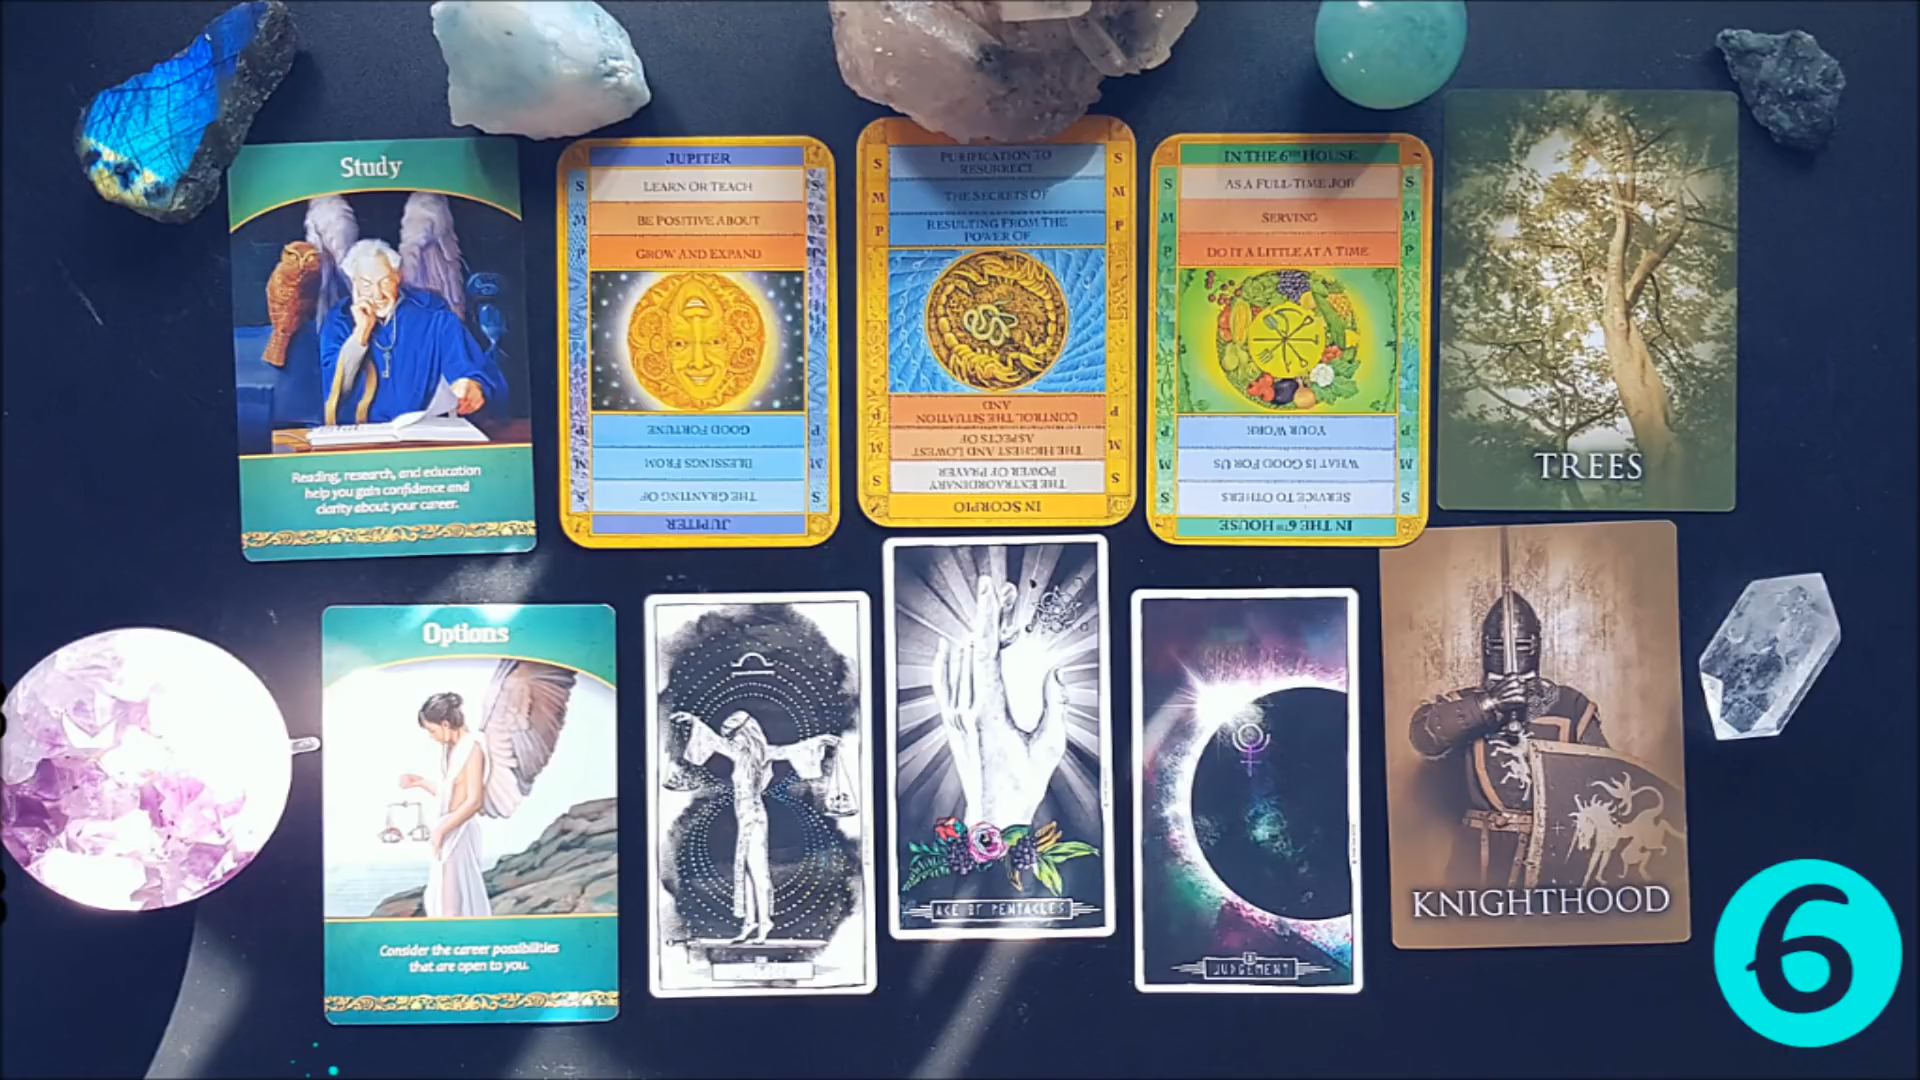 Study
Reading, research, and education
help you gain confidence and
clarity about your career.
JUPITER
S
LEARN OR TEACH
S
M
BE POSITIVE ABOUT
M
P
GROW AND EXPAND
P
P
GOOD FORTUNE
P
M
BLESSINGS FROM
M
S
THE GRANTING OF
S
JUPITER
PURIFICATION TO
RESURRECT
S
S
M
THE SECRETS OF
M
P
RESULTING FROM THE
POWER OF
P
CONTROL THE SITUATION
AND
P
P
THE HIGHEST AND LOWEST
ASPECTS OF
M
M
THE EXTRAORDINARY
POWER OF PRAYER
S
S
IN SCORPIO
IN THE 6TH HOUSE
S
AS A FULL-TIME JOB
S
M
SERVING
M
P
DO IT A LITTLE AT A TIME
P
P
YOUR WORK
P
M
WHAT IS GOOD FOR US
M
S
SERVICE TO OTHERS
S
IN THE 6TH HOUSE
TREES
Options
Consider the career possibilities
that are open to you.
ACE OF PENTACLES
JUDGEMENT
KNIGHTHOOD
6